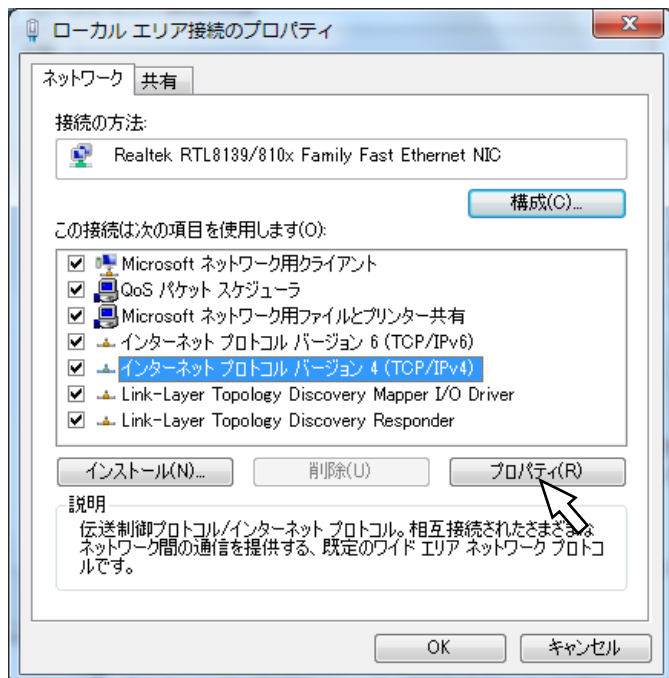 ローカル エリア接続のプロパティ
ネットワーク 共有
接続の方法:
Realtek RTL8139/810x Family Fast Ethernet NIC
構成(C)...
この接続は次の項目を使用します(O):
Microsoft ネットワーク用クライアント
QoS パケット スケジューラ
Microsoft ネットワーク用ファイルとプリンター共有
インターネット プロトコル バージョン 6 (TCP/IPv6)
インターネット プロトコル バージョン 4 (TCP/IPv4)
Link-Layer Topology Discovery Mapper I/O Driver
Link-Layer Topology Discovery Responder
インストール(N)... 削除(U) プロパティ(R)
説明
伝送制御プロトコル/インターネット プロトコル。相互接続されたさまざまな
ネットワーク間の通信を提供する、既定のワイド エリア ネットワーク プロトコ
ルです。
OK キャンセル